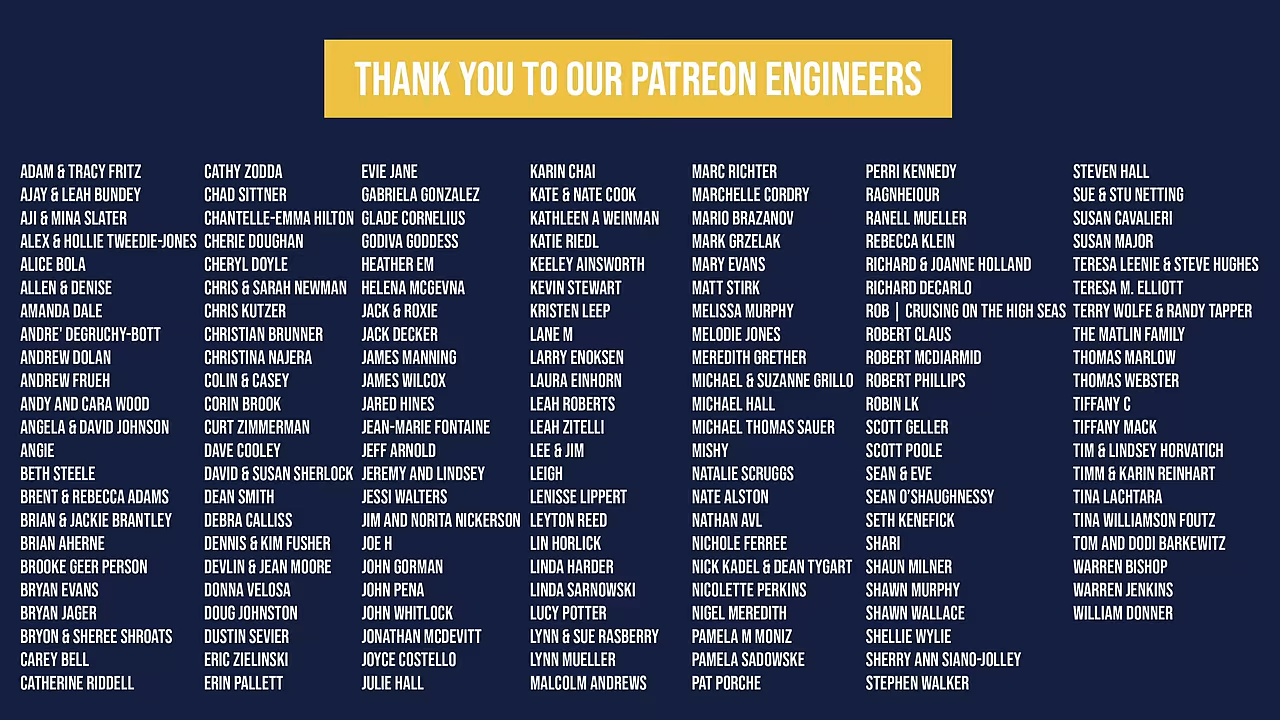 THANK YOU TO OUR PATREON ENGINEERS
ADAM & TRACY FRITZ
AJAY & LEAH BUNDEY
AJI & MINA SLATER
ALEX & HOLLIE TWEEDIE-JONES
ALICE BOLA
ALLEN & DENISE
AMANDA DALE
ANDRE' DEGRUCHY-BOTT
ANDREW DOLAN
ANDREW FRUEH
ANDY AND CARA WOOD
ANGELA & DAVID JOHNSON
ANGIE
BETH STEELE
BRENT & REBECCA ADAMS
BRIAN & JACKIE BRANTLEY
BRIAN AHERNE
BROOKE GEER PERSON
BRYAN EVANS
BRYAN JAGER
BRYON & SHEREE SHROATS
CAREY BELL
CATHERINE RIDDELL
CATHY ZODDA
CHAD SITTNER
CHANTELLE-EMMA HILTON
CHERIE DOUGHAN
CHERYL DOYLE
CHRIS & SARAH NEWMAN
CHRIS KUTZER
CHRISTIAN BRUNNER
CHRISTINA NAJERA
COLIN & CASEY
CORIN BROOK
CURT ZIMMERMAN
DAVE COOLEY
DAVID & SUSAN SHERLOCK
DEAN SMITH
DEBRA CALLISS
DENNIS & KIM FUSHER
DEVLIN & JEAN MOORE
DONNA VELOSA
DOUG JOHNSTON
DUSTIN SEVIER
ERIC ZIELINSKI
ERIN PALLETT
EVIE JANE
GABRIELA GONZALEZ
GLADE CORNELIUS
GODIVA GODDESS
HEATHER EM
HELENA MCGEVNA
JACK & ROXIE
JACK DECKER
JAMES MANNING
JAMES WILCOX
JARED HINES
JEAN-MARIE FONTAINE
JEFF ARNOLD
JEREMY AND LINDSEY
JESSI WALTERS
JIM AND NORITA NICKERSON
JOE H
JOHN GORMAN
JOHN PENA
JOHN WHITLOCK
JONATHAN MCDEVITT
JOYCE COSTELLO
JULIE HALL
KARIN CHAI
KATE & NATE COOK
KATHLEEN A WEINMAN
KATIE RIEDL
KEELEY AINSWORTH
KEVIN STEWART
KRISTEN LEEP
LANE M
LARRY ENOKSEN
LAURA EINHORN
LEAH ROBERTS
LEAH ZITELLI
LEE & JIM
LEIGH
LENISSE LIPPERT
LEYTON REED
LIN HORLICK
LINDA HARDER
LINDA SARNOWSKI
LUCY POTTER
LYNN & SUE RASBERRY
LYNN MUELLER
MALCOLM ANDREWS
MARC RICHTER
MARCHELLE CORDRY
MARIO BRAZANOV
MARK GRZELAK
MARY EVANS
MATT STIRK
MELISSA MURPHY
MELODIE JONES
MEREDITH GRETHER
MICHAEL & SUZANNE GRILLO
MICHAEL HALL
MICHAEL THOMAS SAUER
MISHY
NATALIE SCRUGGS
NATE ALSTON
NATHAN AVL
NICHOLE FERREE
NICK KADEL & DEAN TYGART
NICOLETTE PERKINS
NIGEL MEREDITH
PAMELA M MONIZ
PAMELA SADOWSKE
PAT PORCHE
PERRI KENNEDY
RAGNHEIOUR
RANELL MUELLER
REBECCA KLEIN
RICHARD & JOANNE HOLLAND
RICHARD DECARLO
ROB | CRUISING ON THE HIGH SEAS
ROBERT CLAUS
ROBERT MCDIARMID
ROBERT PHILLIPS
ROBIN LK
SCOTT GELLER
SCOTT POOLE
SEAN & EVE
SEAN O'SHAUGHNESSY
SETH KENEFICK
SHARI
SHAUN MILNER
SHAWN MURPHY
SHAWN WALLACE
SHELLIE WYLIE
SHERRY ANN SIANO-JOLLEY
STEPHEN WALKER
STEVEN HALL
SUE & STU NETTING
SUSAN CAVALIERI
SUSAN MAJOR
TERESA LEENIE & STEVE HUGHES
TERESA M. ELLIOTT
TERRY WOLFE & RANDY TAPPER
THE MATLIN FAMILY
THOMAS MARLOW
THOMAS WEBSTER
TIFFANY C
TIFFANY MACK
TIM & LINDSEY HORVATICH
TIMM & KARIN REINHART
TINA LACHTARA
TINA WILLIAMSON FOUTZ
TOM AND DODI BARKEWITZ
WARREN BISHOP
WARREN JENKINS
WILLIAM DONNER